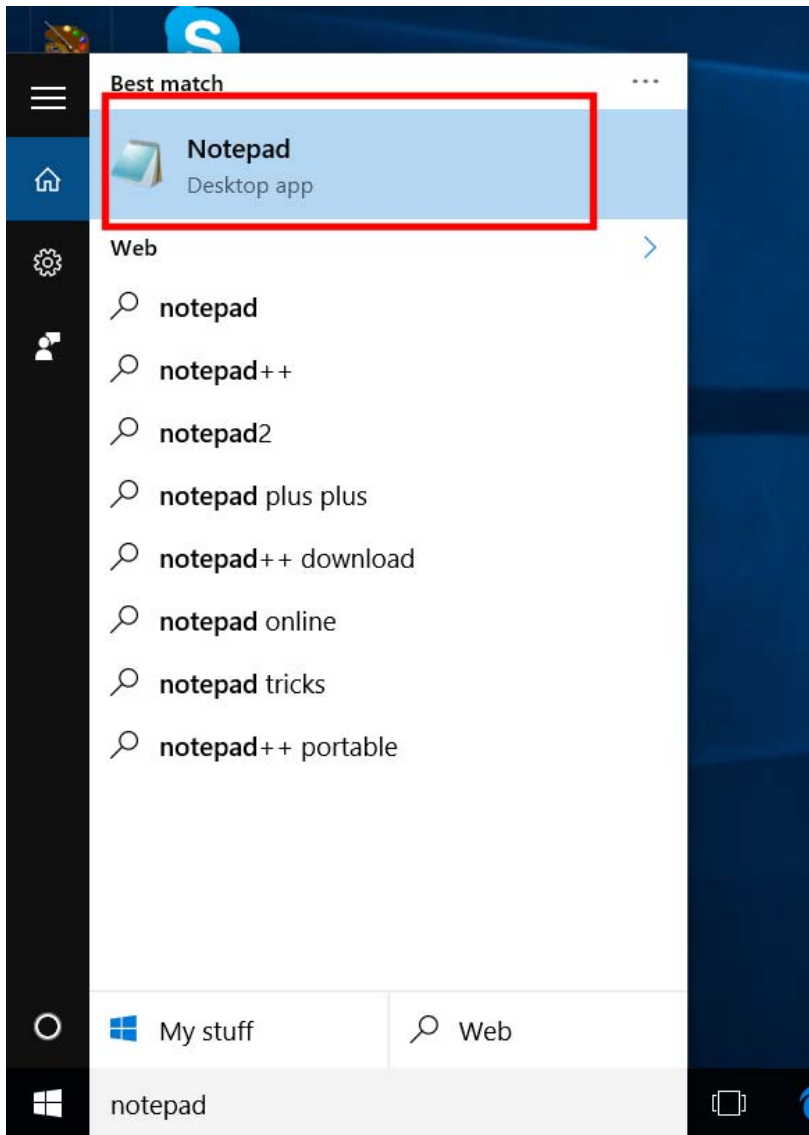 Best match
Notepad
Desktop app
Web
notepad
notepad++
notepad2
notepad plus plus
notepad++ download
notepad online
notepad tricks
notepad++ portable
My stuff
Web
notepad